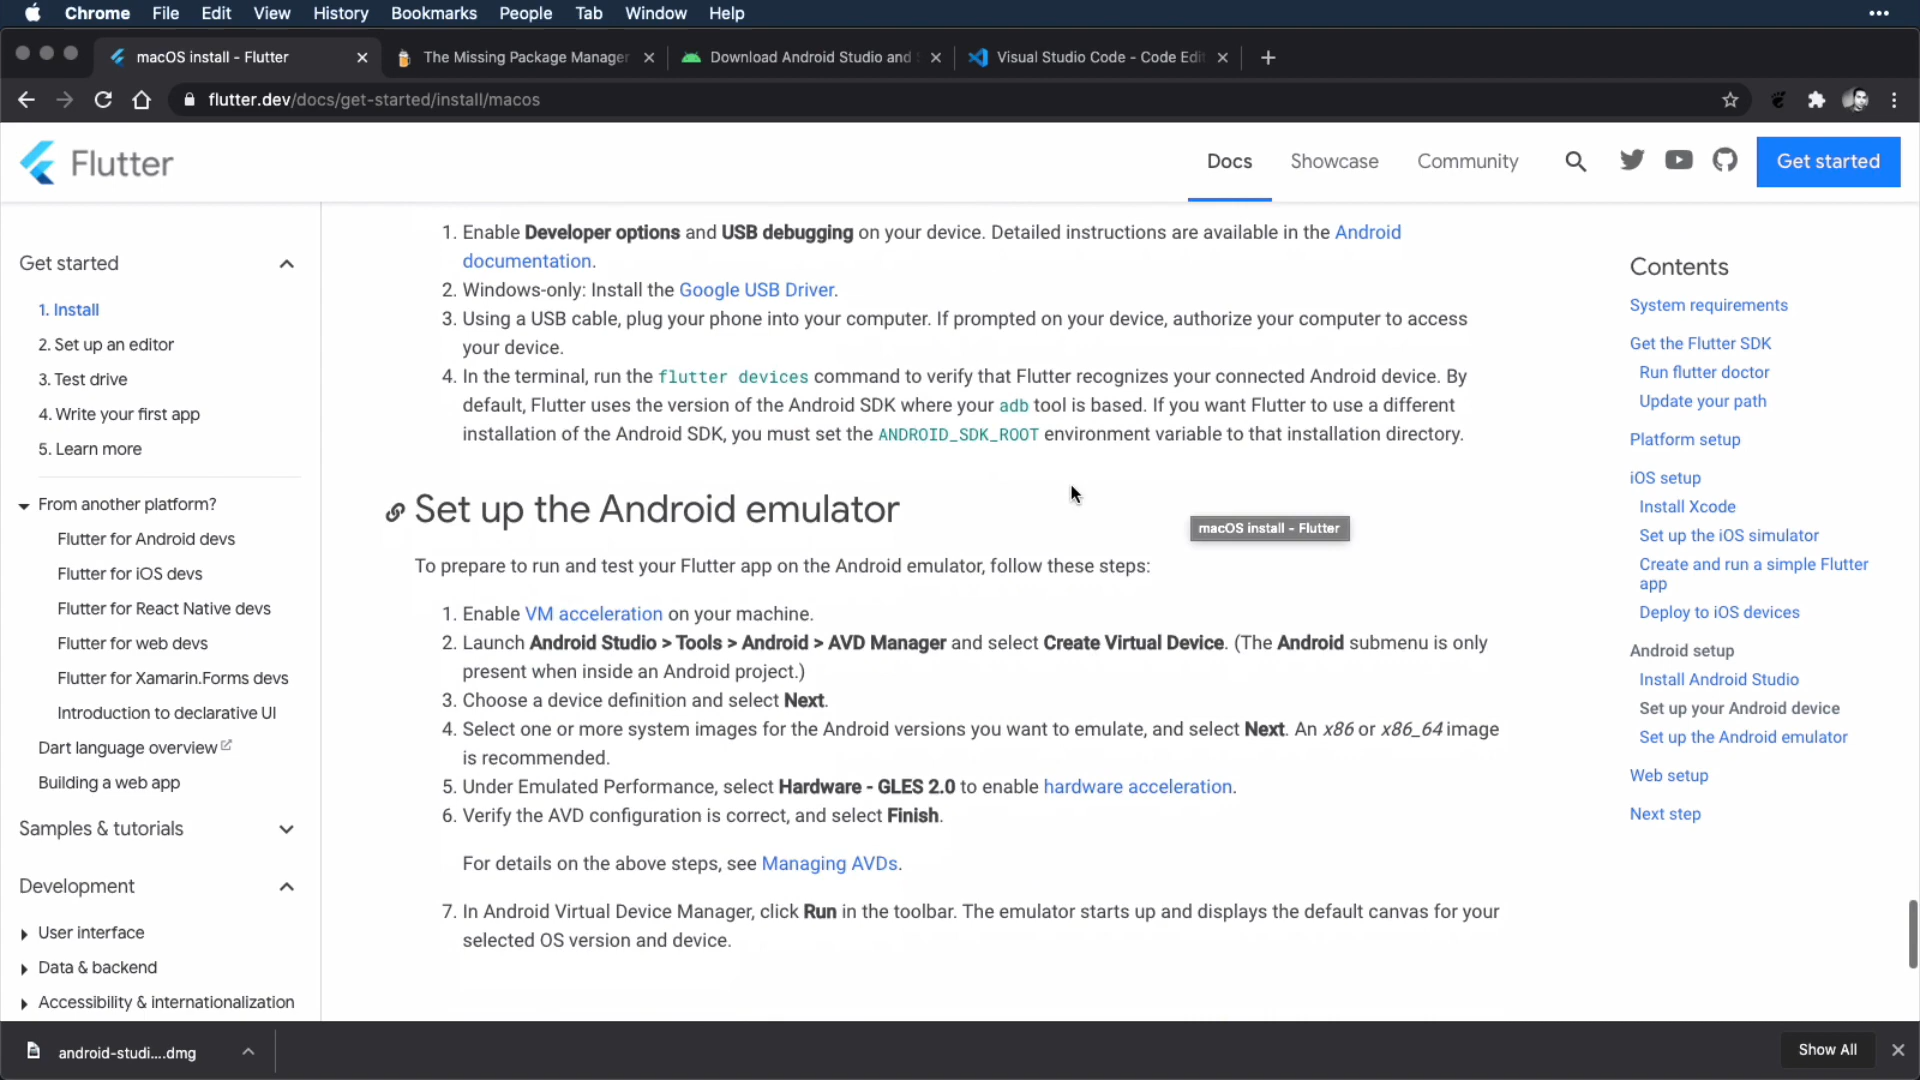 Chrome File Edit View History Bookmarks People Tab Window Help
macOS install - Flutter
The Missing Package Manager
Download Android Studio and
Visual Studio Code - Code Edit
flutter.dev/docs/get-started/install/macos
Flutter
Docs Showcase Community Get started
Get started
1. Install
2. Set up an editor
3. Test drive
4. Write your first app
5. Learn more
From another platform?
Flutter for Android devs
Flutter for iOS devs
Flutter for React Native devs
Flutter for web devs
Flutter for Xamarin.Forms devs
Introduction to declarative UI
Dart language overview
Building a web app
Samples & tutorials
Development
User interface
Data & backend
Accessibility & internationalization
1. Enable Developer options and USB debugging on your device. Detailed instructions are available in the Android
documentation.
2. Windows-only: Install the Google USB Driver.
3. Using a USB cable, plug your phone into your computer. If prompted on your device, authorize your computer to access
your device.
4. In the terminal, run the flutter devices command to verify that Flutter recognizes your connected Android device. By
default, Flutter uses the version of the Android SDK where your adb tool is based. If you want Flutter to use a different
installation of the Android SDK, you must set the ANDROID_SDK_ROOT environment variable to that installation directory.
Set up the Android emulator
macOS install - Flutter
To prepare to run and test your Flutter app on the Android emulator, follow these steps:
1. Enable VM acceleration on your machine.
2. Launch Android Studio > Tools > Android > AVD Manager and select Create Virtual Device. (The Android submenu is only
present when inside an Android project.)
3. Choose a device definition and select Next.
4. Select one or more system images for the Android versions you want to emulate, and select Next. An x86 or x86_64 image
is recommended.
5. Under Emulated Performance, select Hardware - GLES 2.0 to enable hardware acceleration.
6. Verify the AVD configuration is correct, and select Finish.
For details on the above steps, see Managing AVDs.
7. In Android Virtual Device Manager, click Run in the toolbar. The emulator starts up and displays the default canvas for your
selected OS version and device.
Contents
System requirements
Get the Flutter SDK
Run flutter doctor
Update your path
Platform setup
iOS setup
Install Xcode
Set up the iOS simulator
Create and run a simple Flutter
app
Deploy to iOS devices
Android setup
Install Android Studio
Set up your Android device
Set up the Android emulator
Web setup
Next step
android-studi....dmg
Show All